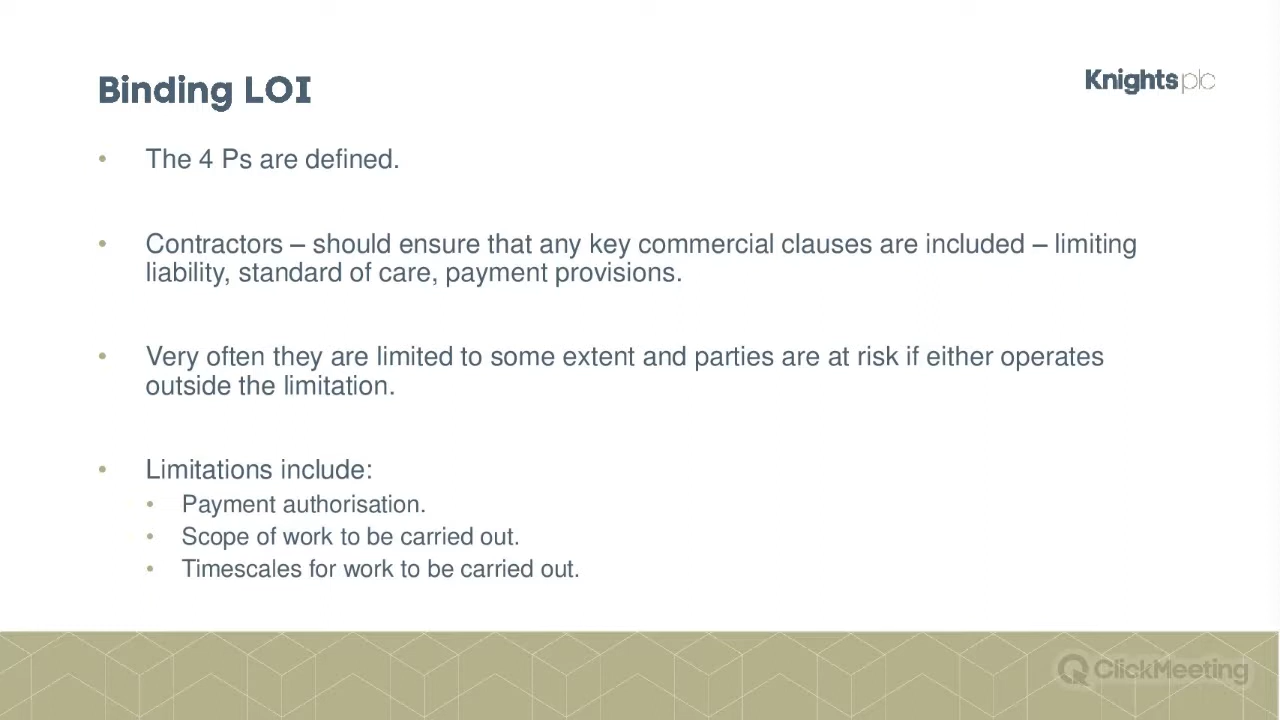 Binding LOI
Knights plc
• The 4 Ps are defined.
• Contractors – should ensure that any key commercial clauses are included – limiting
liability, standard of care, payment provisions.
• Very often they are limited to some extent and parties are at risk if either operates
outside the limitation.
• Limitations include:
• Payment authorisation.
• Scope of work to be carried out.
• Timescales for work to be carried out.
ClickMeeting